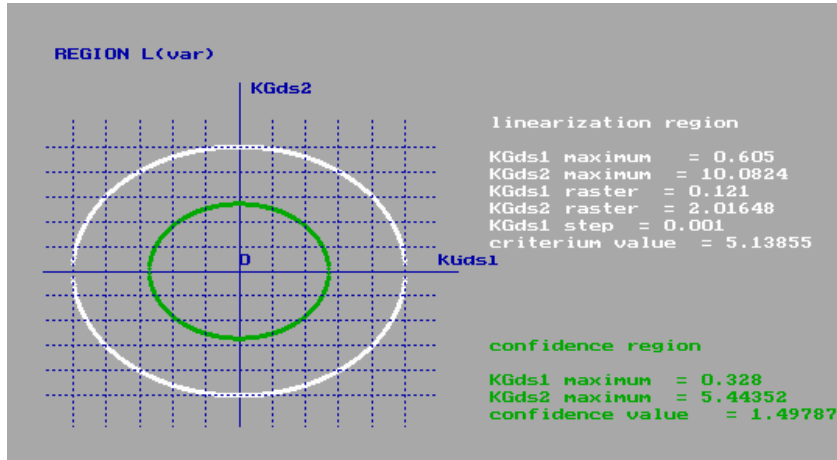 REGION L(var)
KGds2
linearization region
KGds1 maximum = 0.605
KGds2 maximum = 10.0824
KGds1 raster = 0.121
KGds2 raster = 2.01648
KGds1 step = 0.001
criterium value = 5.13855
0
KGds1
confidence region
KGds1 maximum = 0.328
KGds2 maximum = 5.44352
confidence value = 1.49787